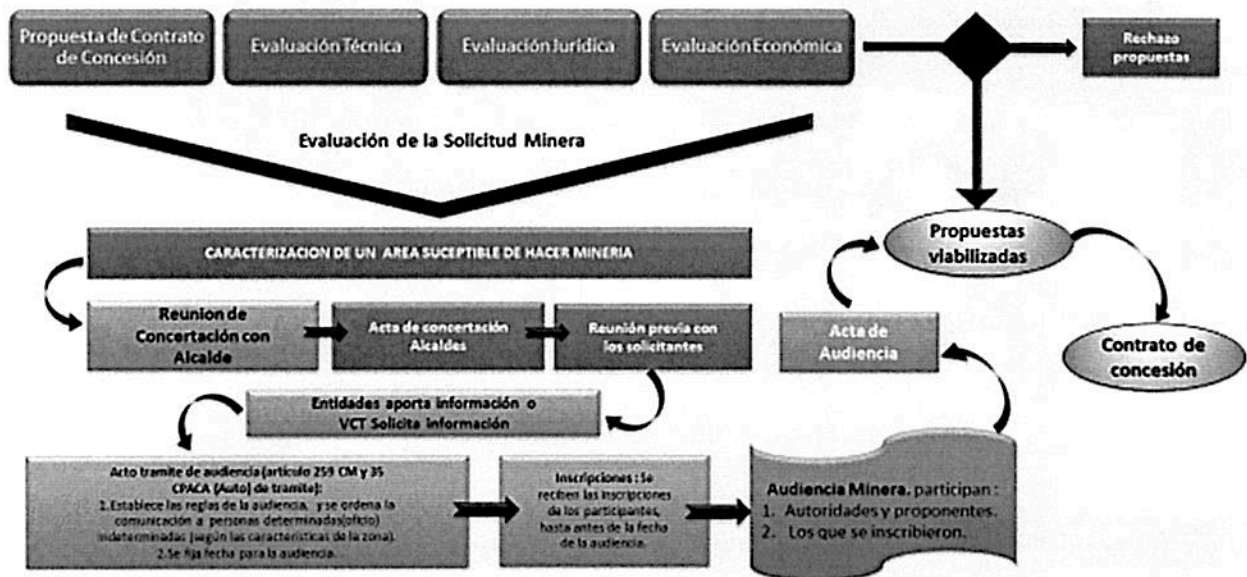 Propuesta de Contrato
de Concesión
Evaluación Técnica
Evaluación Jurídica
Evaluación Económica
Rechazo
propuestas
Evaluación de la Solicitud Minera
CARACTERIZACION DE UN AREA SUCEPTIBLE DE HACER MINERIA
Propuestas
viabilizadas
Reunion de
Concertación con
Alcalde
Acta de concertación
Alcaldes
Reunión previa con
los solicitantes
Acta de
Audiencia
Contrato de
concesión
Entidades aporta información o
VCT Solicita información
Acto tramite de audiencia (artículo 259 CM y 35
CPACA (Auto) de tramite):
1.Establece las reglas de la audiencia, y se ordena la
comunicación a personas determinadas(oficio)
indeterminadas (según las características de la zona).
2.Se fija fecha para la audiencia.
Inscripciones : Se
reciben las inscripciones
de los participantes,
hasta antes de la fecha
de la audiencia.
Audiencia Minera. participan :
1. Autoridades y proponentes.
2. Los que se inscribieron.